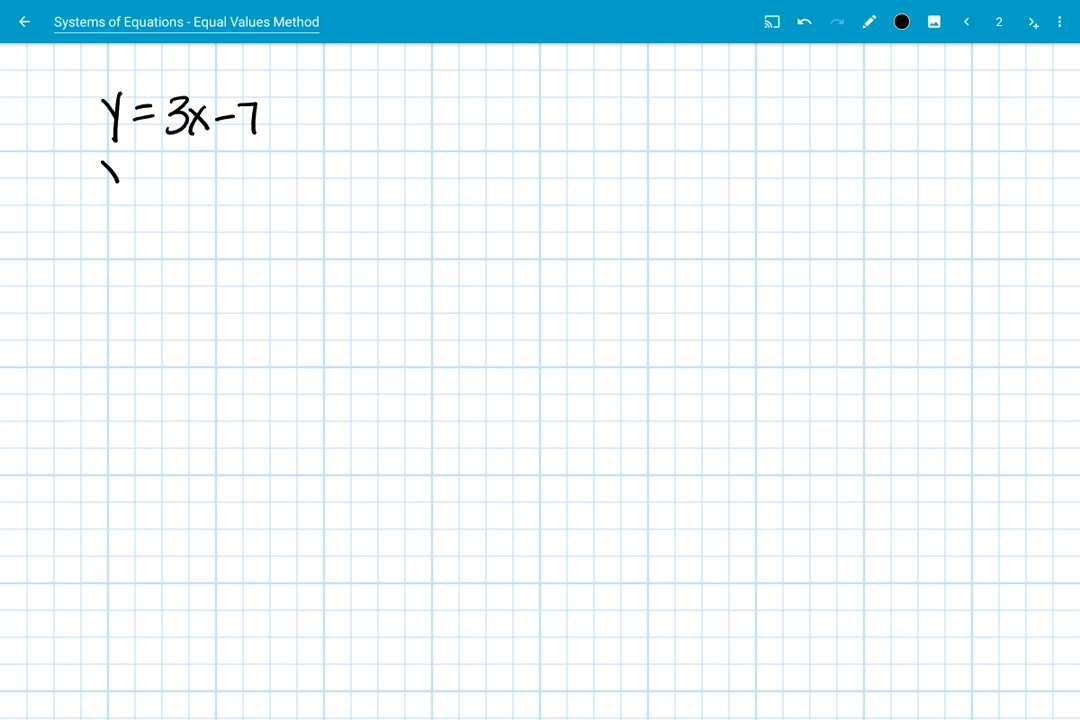 Systems of Equations - Equal Values Method
2
y = 3x - 7